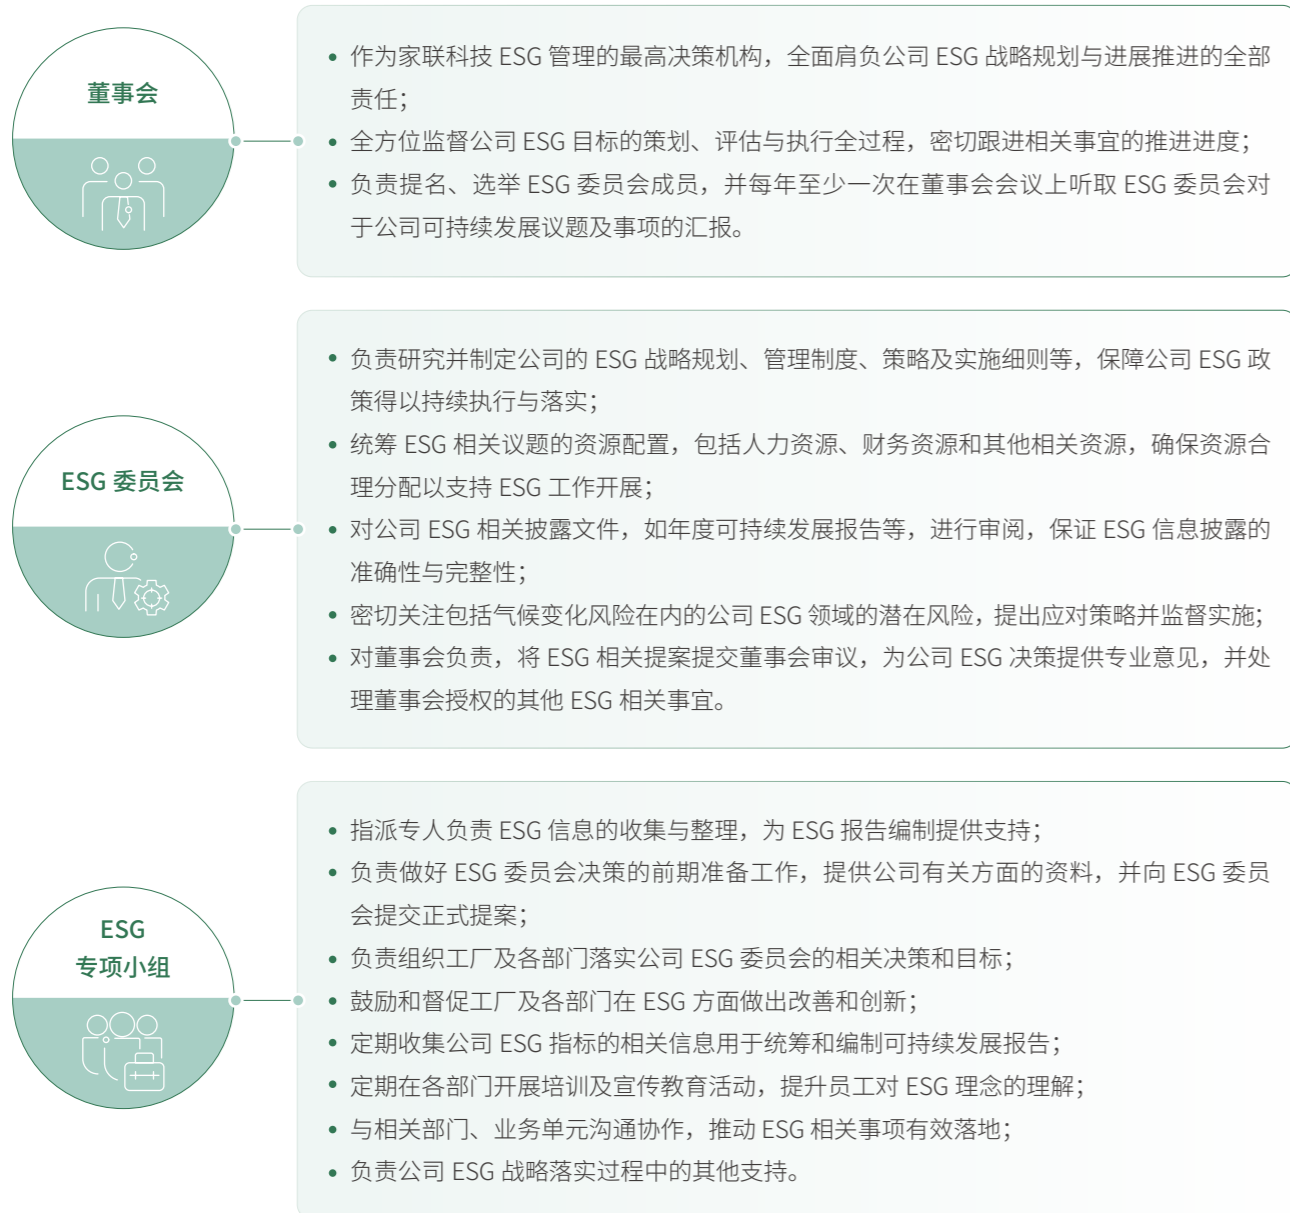 董事会
• 作为家联科技 ESG 管理的最高决策机构，全面肩负公司 ESG 战略规划与进展推进的全部
责任；
• 全方位监督公司 ESG 目标的策划、评估与执行全过程，密切跟进相关事宜的推进进度；
• 负责提名、选举 ESG 委员会成员，并每年至少一次在董事会会议上听取 ESG 委员会对
于公司可持续发展议题及事项的汇报。
ESG 委员会
• 负责研究并制定公司的 ESG 战略规划、管理制度、策略及实施细则等，保障公司 ESG 政
策得以持续执行与落实；
• 统筹 ESG 相关议题的资源配置，包括人力资源、财务资源和其他相关资源，确保资源合
理分配以支持 ESG 工作开展；
• 对公司 ESG 相关披露文件，如年度可持续发展报告等，进行审阅，保证 ESG 信息披露的
准确性与完整性；
• 密切关注包括气候变化风险在内的公司 ESG 领域的潜在风险，提出应对策略并监督实施；
• 对董事会负责，将 ESG 相关提案提交董事会审议，为公司 ESG 决策提供专业意见，并处
理董事会授权的其他 ESG 相关事宜。
ESG
专项小组
• 指派专人负责 ESG 信息的收集与整理，为 ESG 报告编制提供支持；
• 负责做好 ESG 委员会决策的前期准备工作，提供公司有关方面的资料，并向 ESG 委员
会提交正式提案；
• 负责组织工厂及各部门落实公司 ESG 委员会的相关决策和目标；
• 鼓励和督促工厂及各部门在 ESG 方面做出改善和创新；
• 定期收集公司 ESG 指标的相关信息用于统筹和编制可持续发展报告；
• 定期在各部门开展培训及宣传教育活动，提升员工对 ESG 理念的理解；
• 与相关部门、业务单元沟通协作，推动 ESG 相关事项有效落地；
• 负责公司 ESG 战略落实过程中的其他支持。